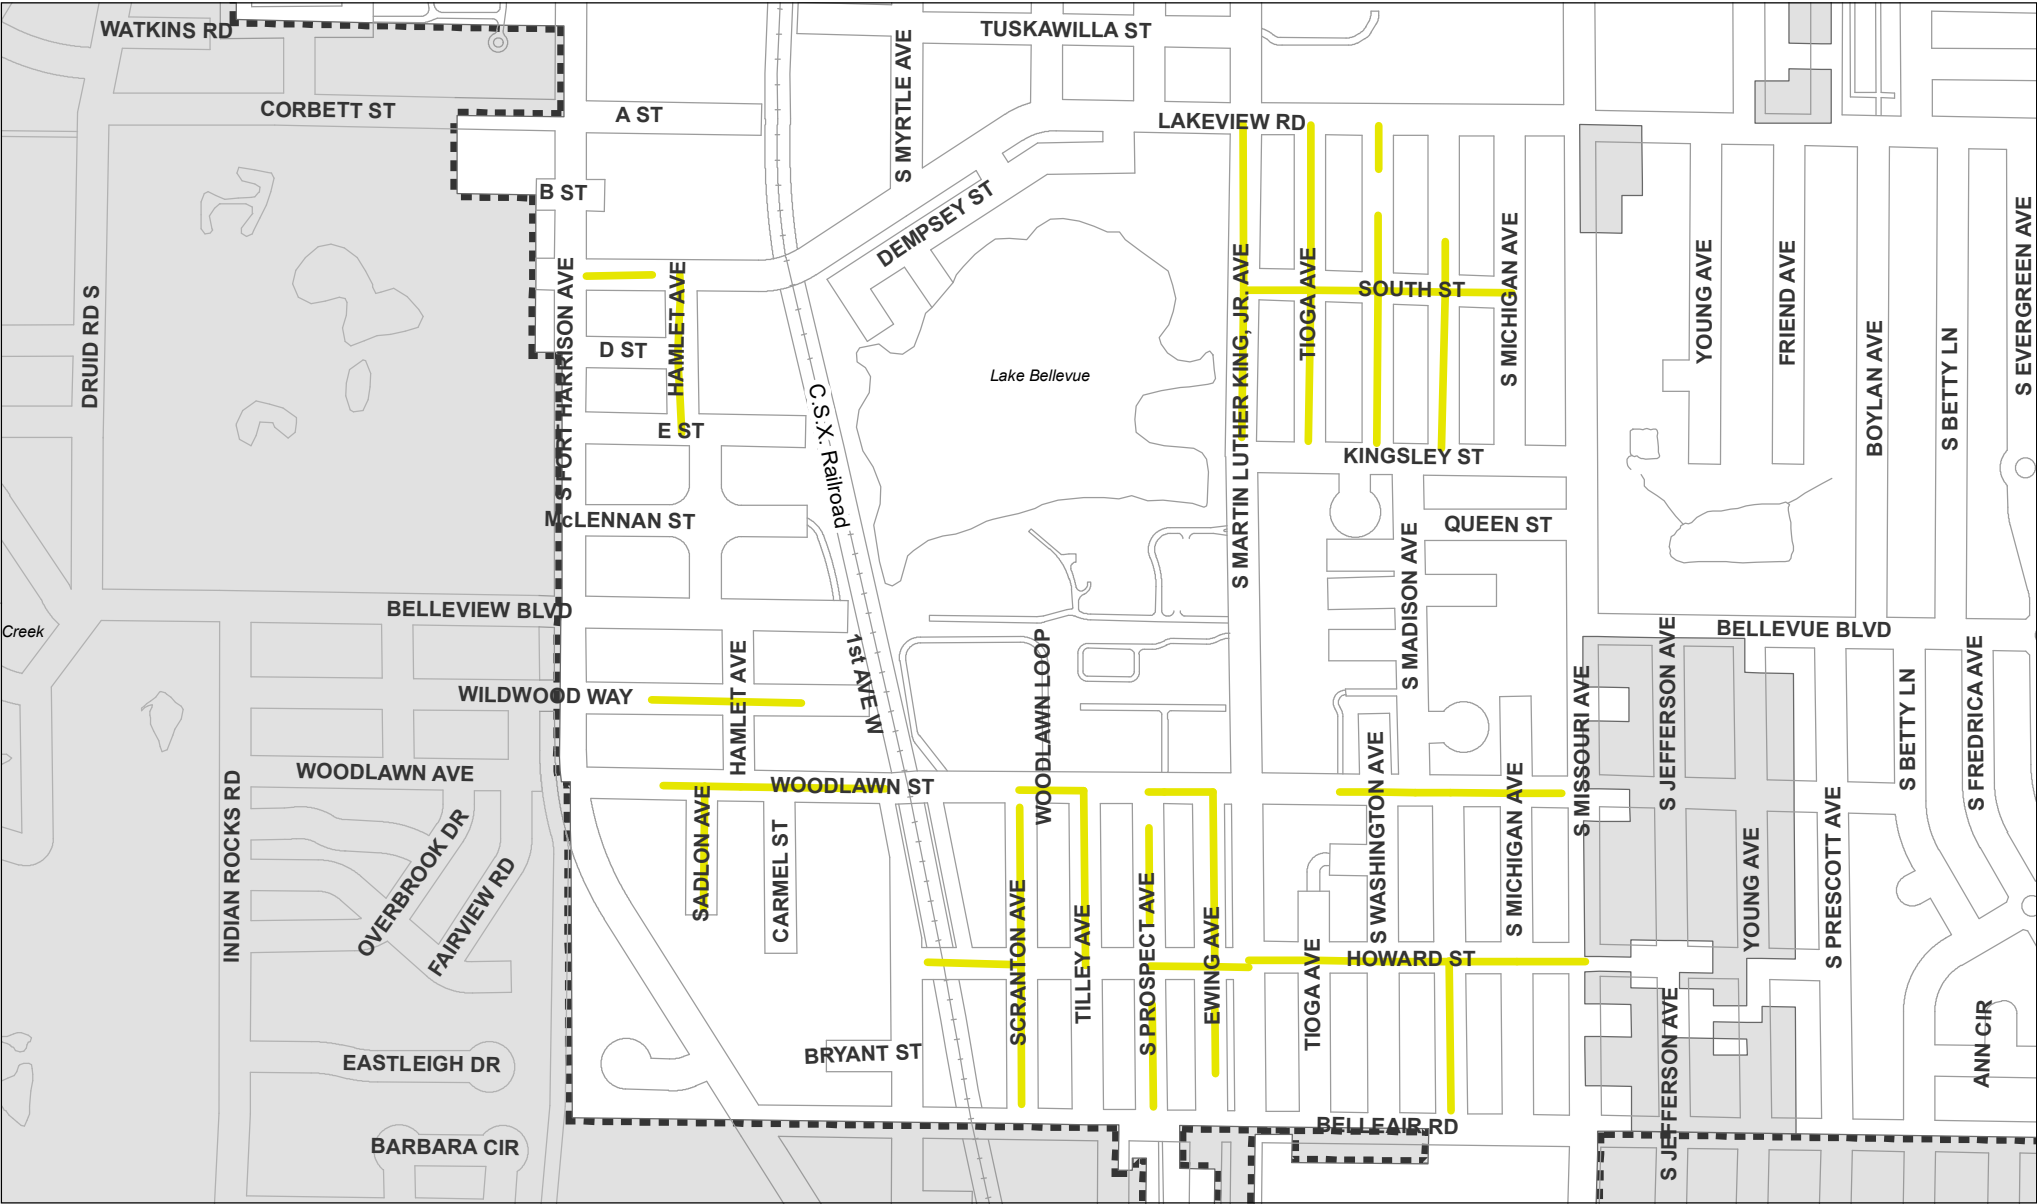 WATKINS RD
TUSKAWILLA ST
S MYRTLE AVE
CORBETT ST
A ST
LAKEVIEW RD
B ST
DEMPSEY ST
DRUID RD S
S FORT HARRISON AVE
HAMLET AVE
D ST
E ST
C.S.X. Railroad
Lake Bellevue
S MARTIN LUTHER KING, JR. AVE
TIOGA AVE
SOUTH ST
S MICHIGAN AVE
YOUNG AVE
FRIEND AVE
BOYLAN AVE
S BETTY LN
S EVERGREEN AVE
KINGSLEY ST
McLENNAN ST
QUEEN ST
S MADISON AVE
BELLEVIEW BLVD
Creek
BELLEVUE BLVD
WILDWOOD WAY
HAMLET AVE
1st AVE W
WOODLAWN LOOP
S MISSOURI AVE
S JEFFERSON AVE
S BETTY LN
S FREDRICA AVE
WOODLAWN AVE
WOODLAWN ST
INDIAN ROCKS RD
OVERBROOK DR
FAIRVIEW RD
SADLON AVE
CARMEL ST
SCRANTON AVE
TILLEY AVE
S PROSPECT AVE
EWING AVE
TIOGA AVE
S WASHINGTON AVE
S MICHIGAN AVE
HOWARD ST
YOUNG AVE
S PRESCOTT AVE
BRYANT ST
EASTLEIGH DR
S JEFFERSON AVE
ANN CIR
BARBARA CIR
BELLEAIR RD